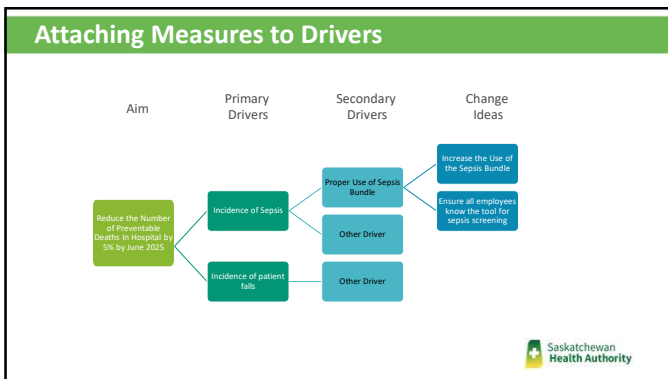 Attaching Measures to Drivers
Aim
Primary
Drivers
Secondary
Drivers
Change
Ideas
Reduce the Number
of Preventable
Deaths In Hospital by
5% by June 2025
Incidence of Sepsis
Incidence of patient
falls
Proper Use of Sepsis
Bundle
Other Driver
Other Driver
Increase the Use of
the Sepsis Bundle
Ensure all employees
know the tool for
sepsis screening
Saskatchewan
Health Authority